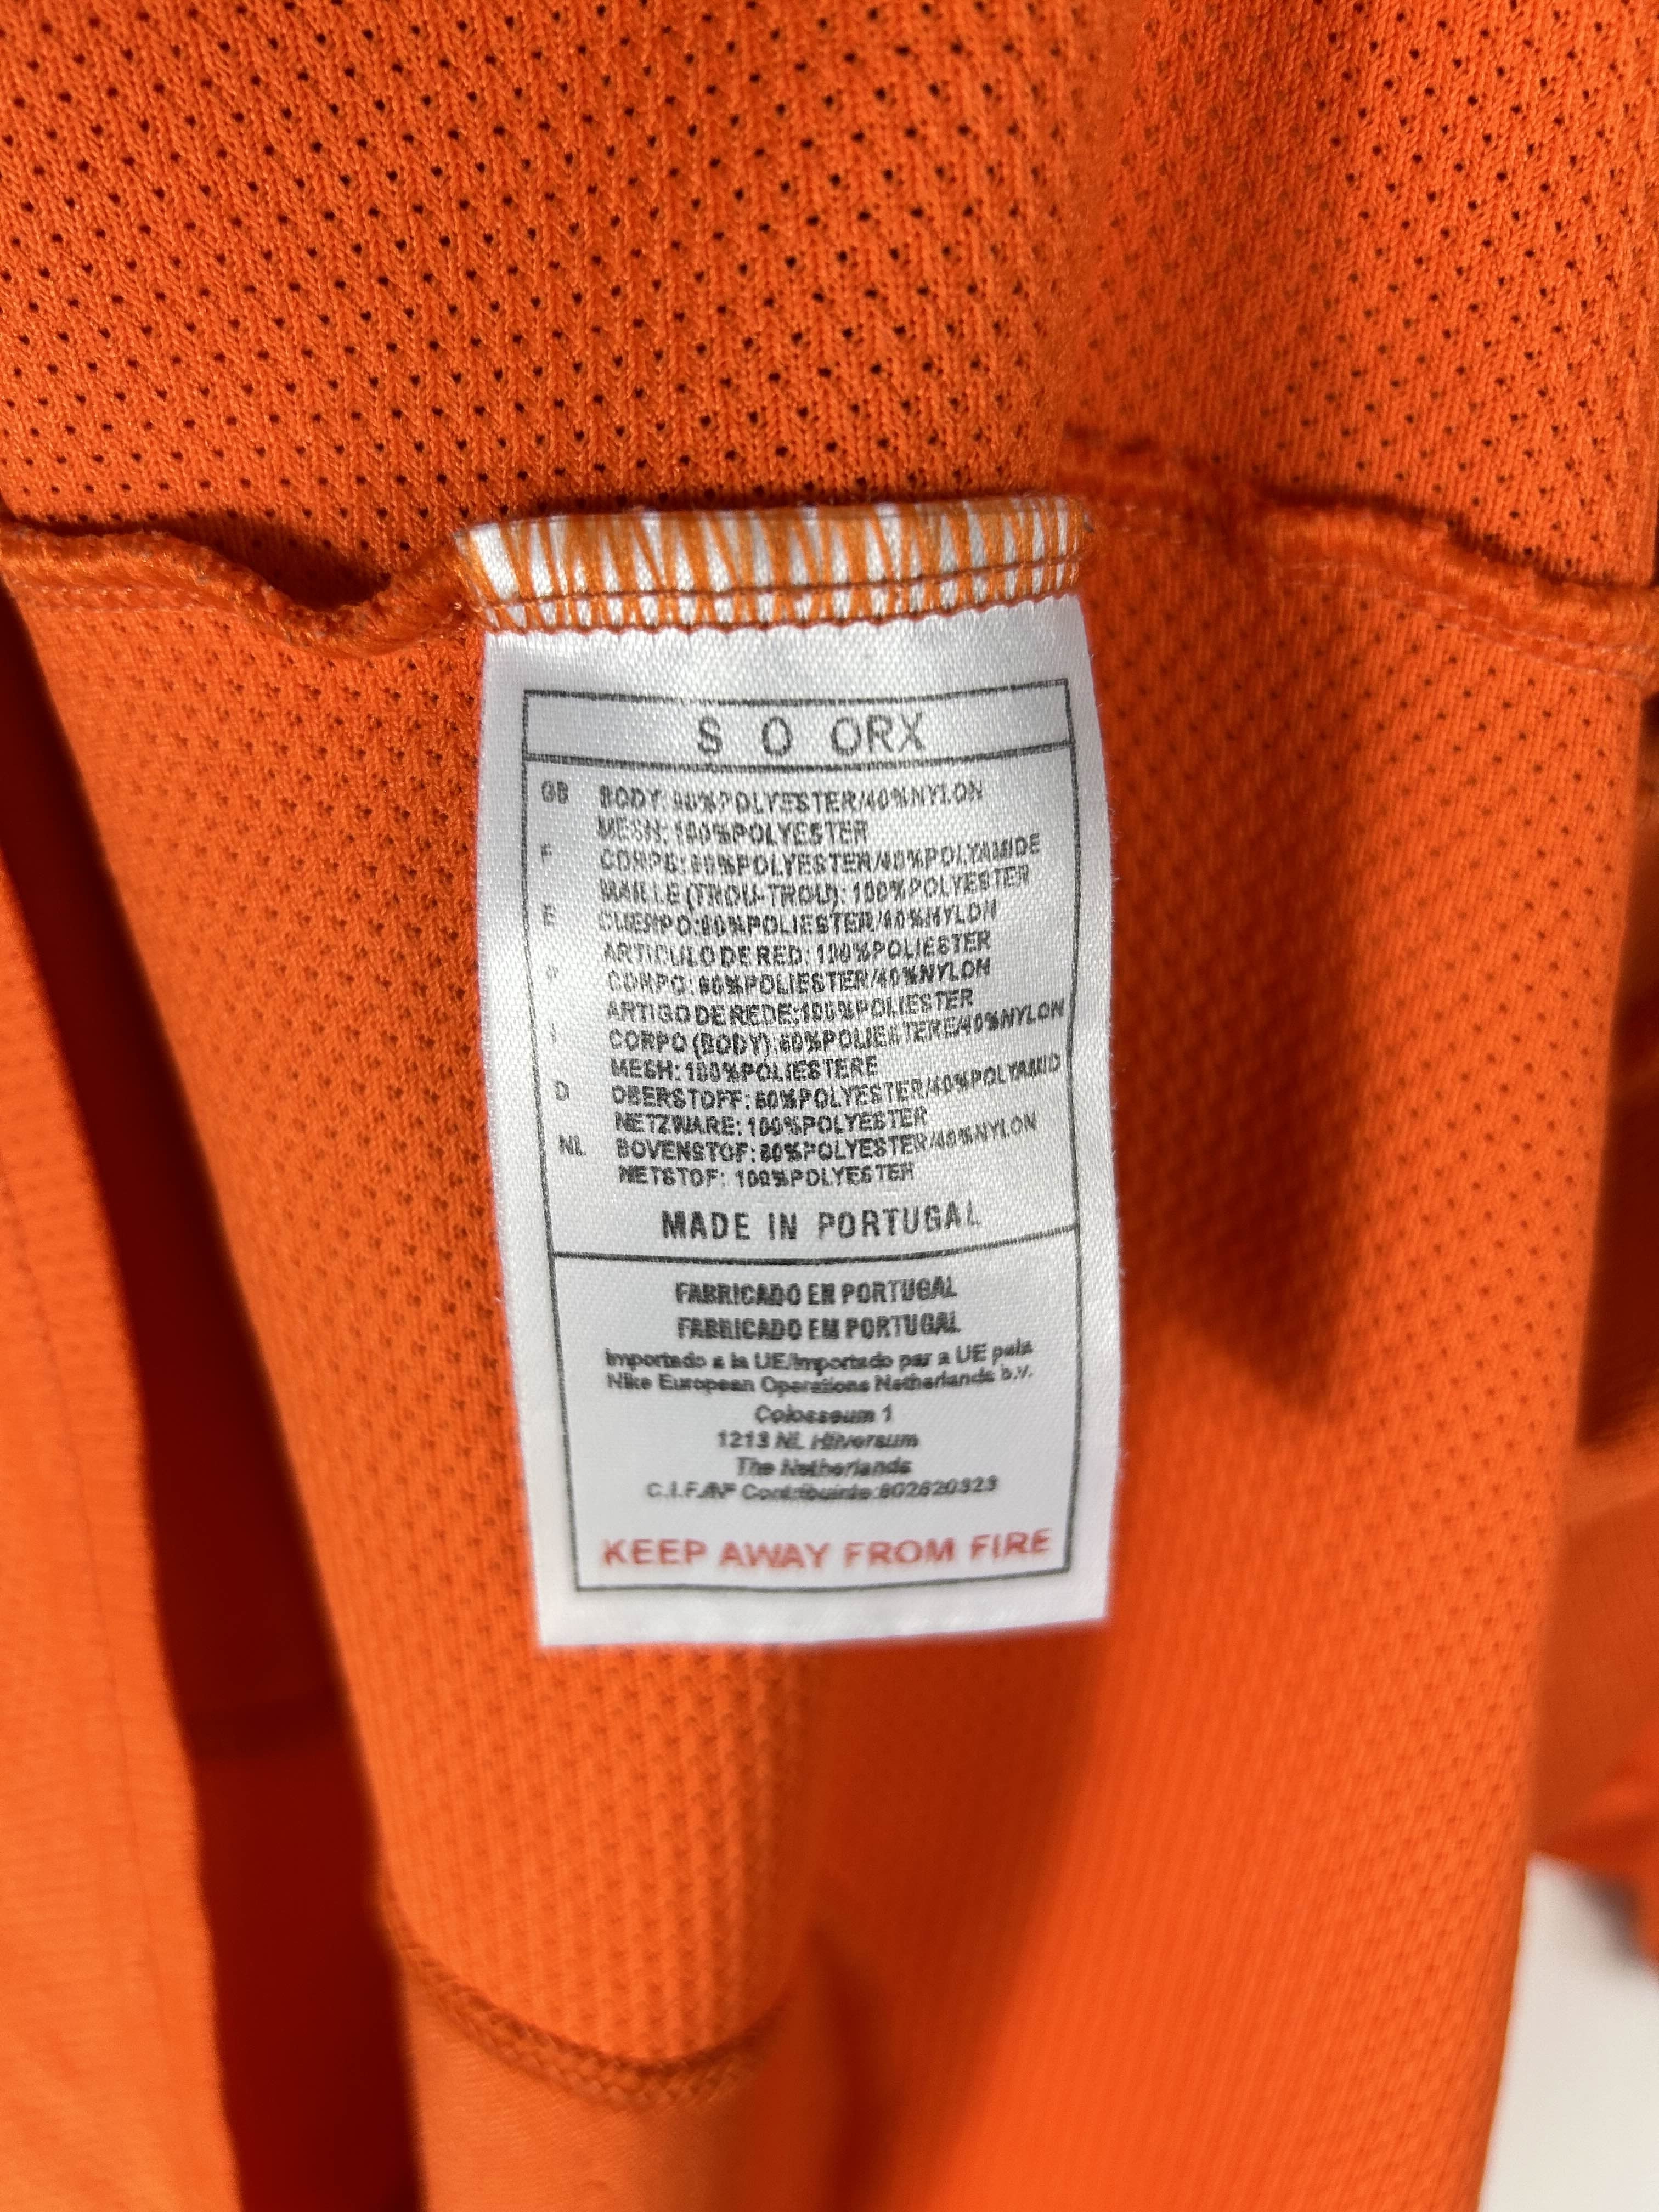 S O ORX
GB BODY: 60%POLYESTER/40%NYLON
MESH: 100%POLYESTER
F CORPS: 60%POLYESTER/40%POLYAMIDE
MAILLE (TROU-TROU): 100%POLYESTER
E CUERPO: 60%POLIESTER/40%NYLON
ARTICULO DE RED: 100%POLIESTER
P CORPO: 60%POLIESTER/40%NYLON
ARTIGO DE REDE: 100%POLIESTER
I CORPO (BODY): 60%POLIESTERE/40%NYLON
MESH: 100%POLIESTERE
D OBERSTOFF: 60%POLYESTER/40%POLYAMID
NETZWARE: 100%POLYESTER
NL BOVENSTOF: 60%POLYESTER/40%NYLON
NETSTOF: 100%POLYESTER
MADE IN PORTUGAL
FABRICADO EN PORTUGAL
FABRICADO EM PORTUGAL
Importado a la UE/Importado par a UE pela
Nike European Operations Netherlands b.v.
Colosseum 1
1213 NL Hilversum
The Netherlands
C.I.F./Nº Contribuinte:802620323
KEEP AWAY FROM FIRE